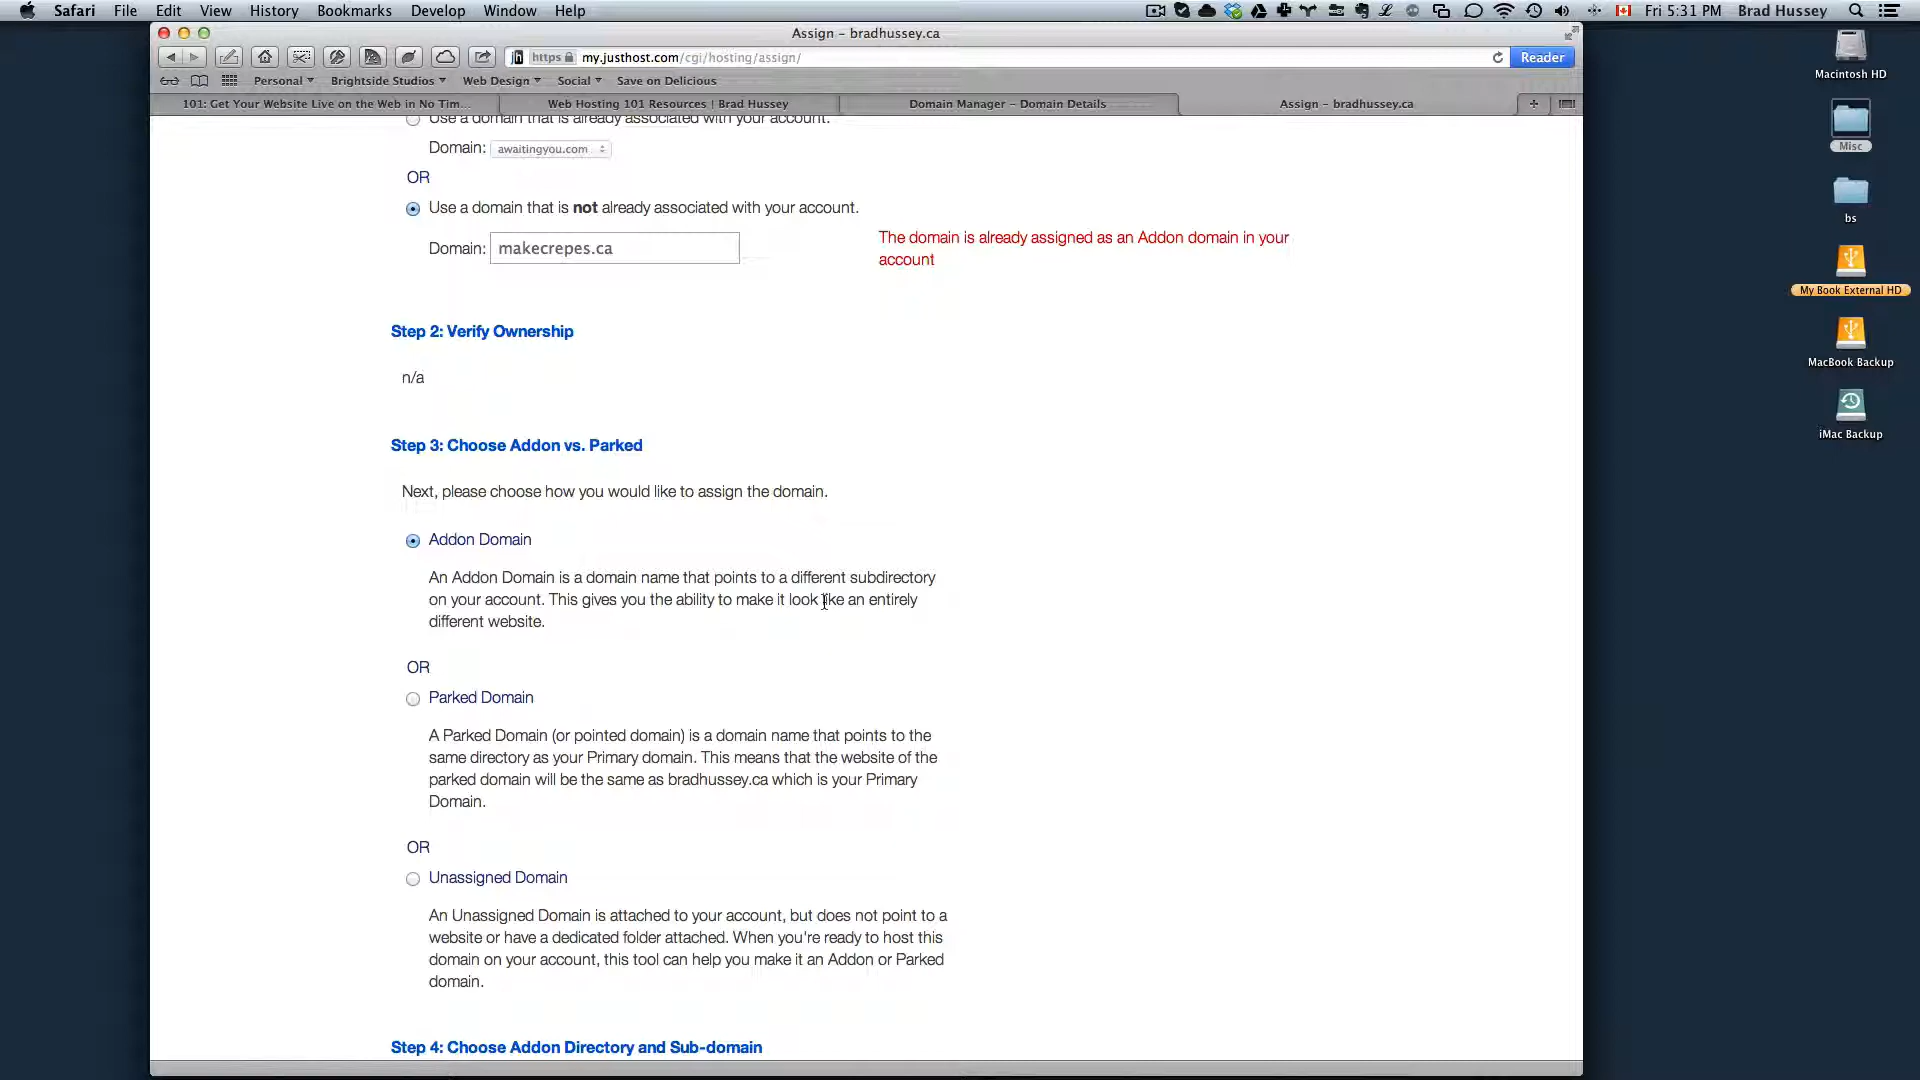 Safari File Edit View History Bookmarks Develop Window Help Fri 5:31 PM Brad Hussey
Assign – bradhussey.ca
https my.justhost.com/cgi/hosting/assign/ Reader
Personal Brightside Studios Web Design Social Save on Delicious
101: Get Your Website Live on the Web in No Tim... Web Hosting 101 Resources | Brad Hussey Domain Manager – Domain Details Assign – bradhussey.ca
Use a domain that is already associated with your account.
Domain: awaitingyou.com
OR
Use a domain that is not already associated with your account.
Domain: makecrepes.ca
The domain is already assigned as an Addon domain in your
account
Step 2: Verify Ownership
n/a
Step 3: Choose Addon vs. Parked
Next, please choose how you would like to assign the domain.
Addon Domain
An Addon Domain is a domain name that points to a different subdirectory
on your account. This gives you the ability to make it look like an entirely
different website.
OR
Parked Domain
A Parked Domain (or pointed domain) is a domain name that points to the
same directory as your Primary domain. This means that the website of the
parked domain will be the same as bradhussey.ca which is your Primary
Domain.
OR
Unassigned Domain
An Unassigned Domain is attached to your account, but does not point to a
website or have a dedicated folder attached. When you're ready to host this
domain on your account, this tool can help you make it an Addon or Parked
domain.
Step 4: Choose Addon Directory and Sub-domain
Macintosh HD
Misc
bs
My Book External HD
MacBook Backup
iMac Backup